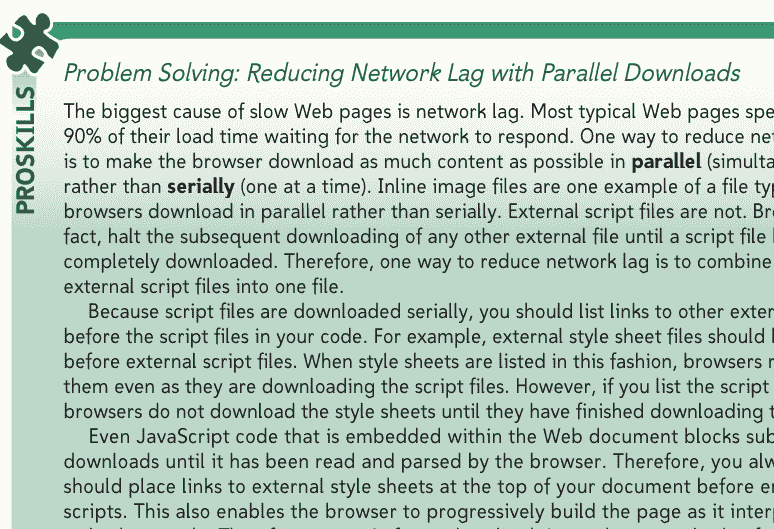 PROSKILLS
Problem Solving: Reducing Network Lag with Parallel Downloads
The biggest cause of slow Web pages is network lag. Most typical Web pages spe
90% of their load time waiting for the network to respond. One way to reduce net
is to make the browser download as much content as possible in parallel (simulta
rather than serially (one at a time). Inline image files are one example of a file typ
browsers download in parallel rather than serially. External script files are not. Bro
fact, halt the subsequent downloading of any other external file until a script file
completely downloaded. Therefore, one way to reduce network lag is to combine
external script files into one file.
Because script files are downloaded serially, you should list links to other exter
before the script files in your code. For example, external style sheet files should
before external script files. When style sheets are listed in this fashion, browsers
them even as they are downloading the script files. However, if you list the script
browsers do not download the style sheets until they have finished downloading
Even JavaScript code that is embedded within the Web document blocks sub
downloads until it has been read and parsed by the browser. Therefore, you alw
should place links to external style sheets at the top of your document before
scripts. This also enables the browser to progressively build the page as it interp